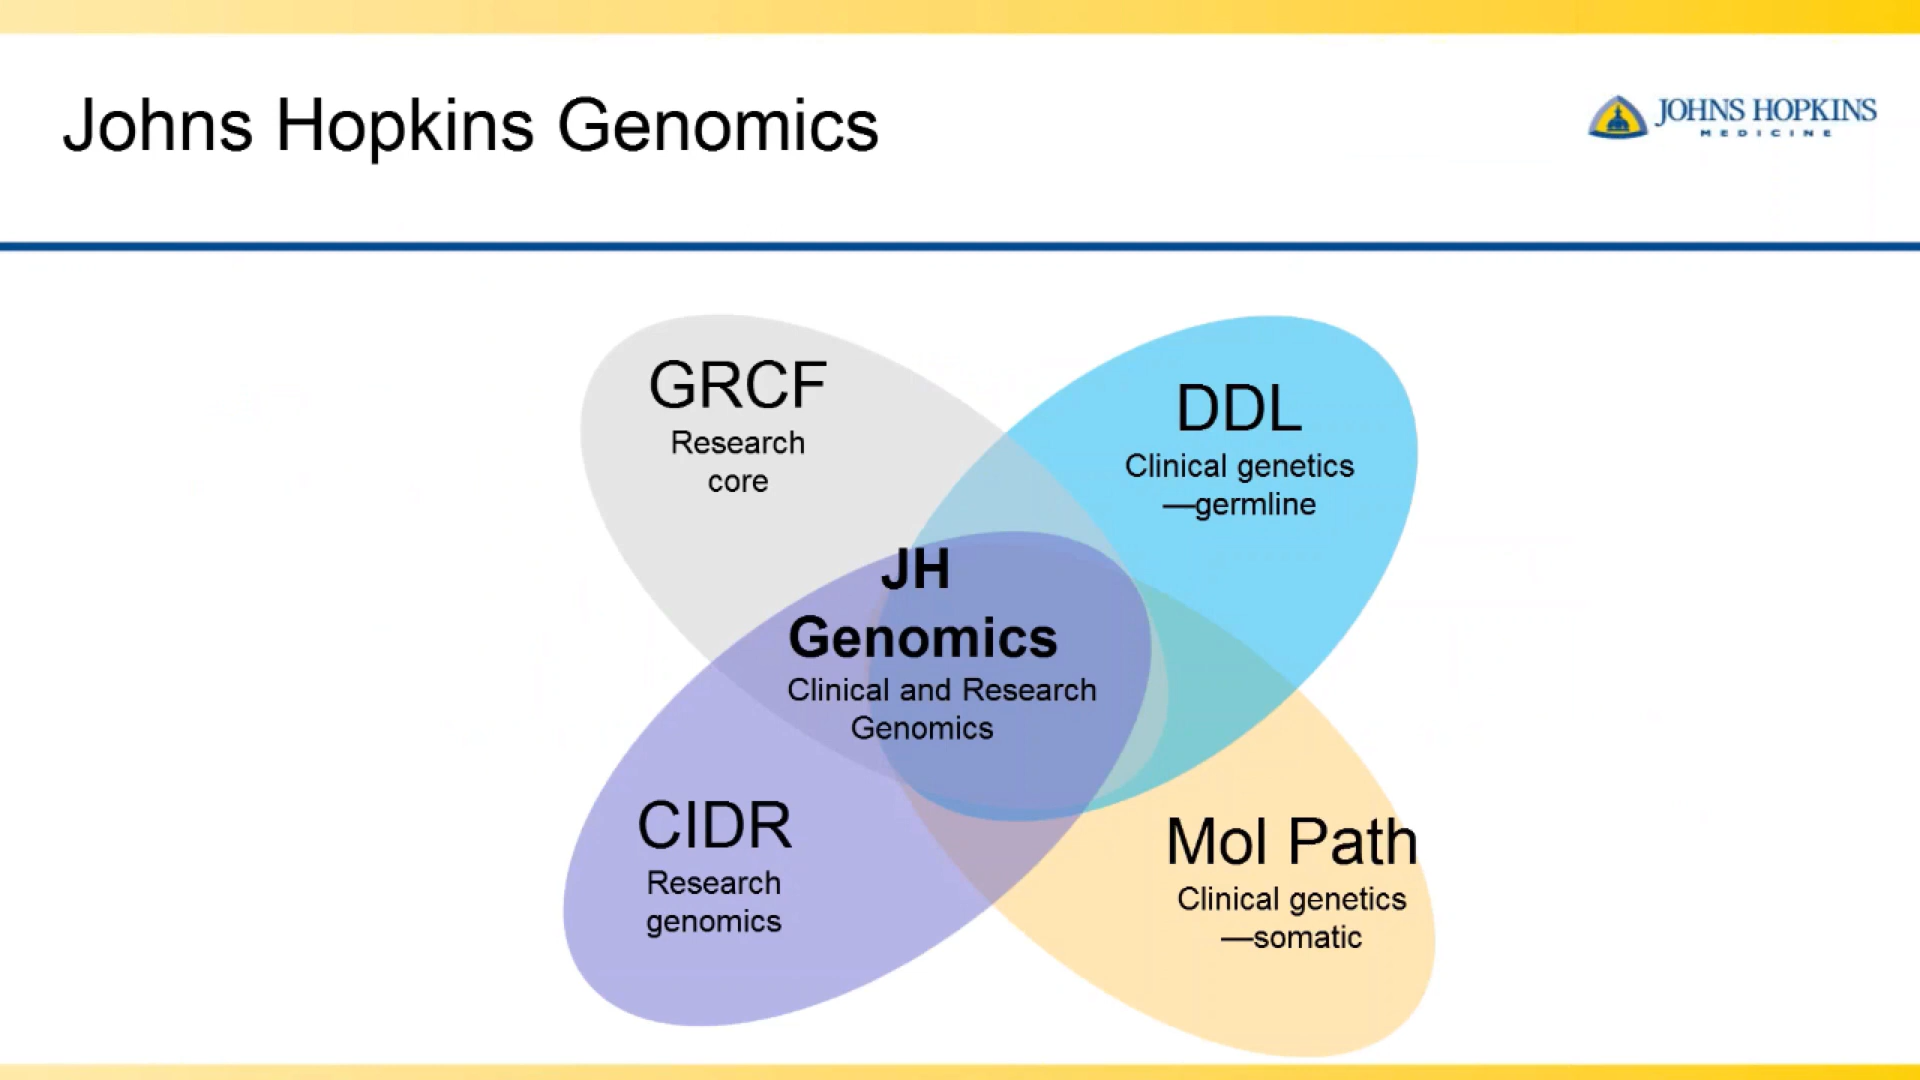 Johns Hopkins Genomics
JOHNS HOPKINS
MEDICINE
GRCF
Research
core
DDL
Clinical genetics
—germline
JH
Genomics
Clinical and Research
Genomics
CIDR
Research
genomics
Mol Path
Clinical genetics
—somatic